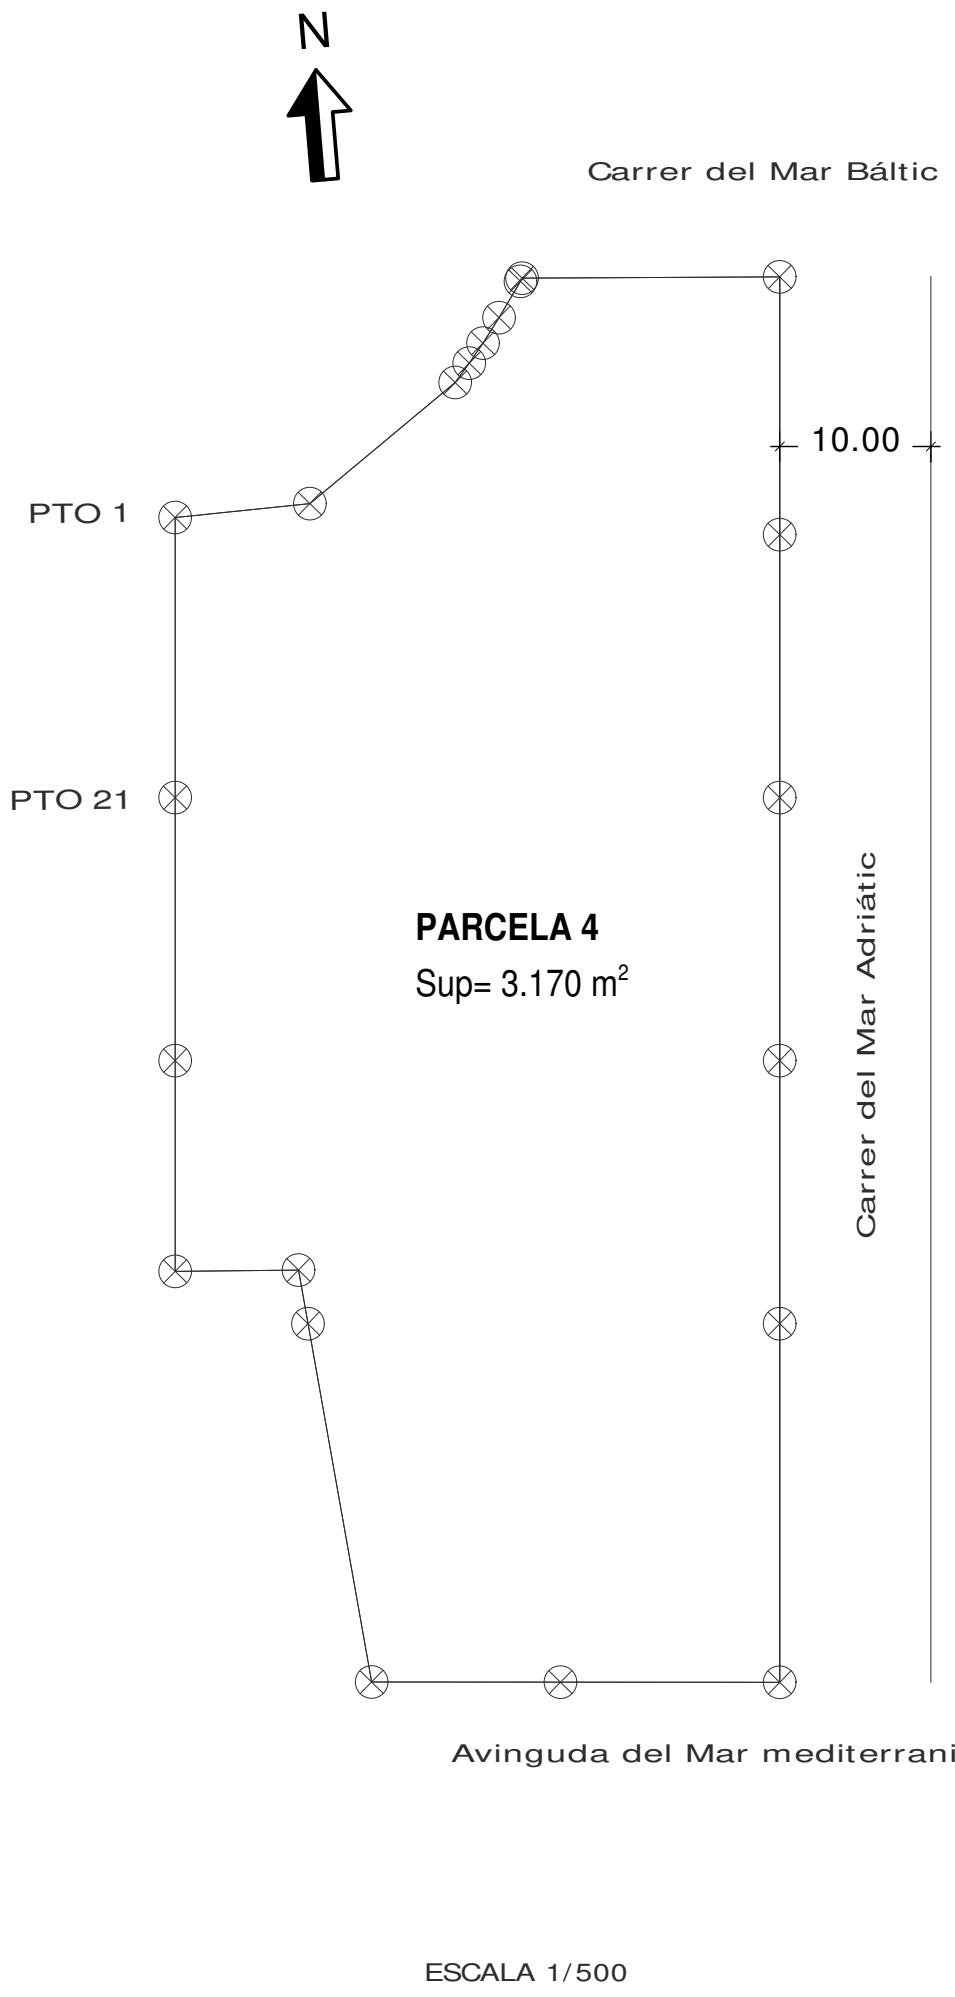 N
Carrer del Mar Báltic
10.00
PTO 1
PTO 21
PARCELA 4
Sup= 3.170 m²
Carrer del Mar Adriátic
Avinguda del Mar mediterrani
ESCALA 1/500